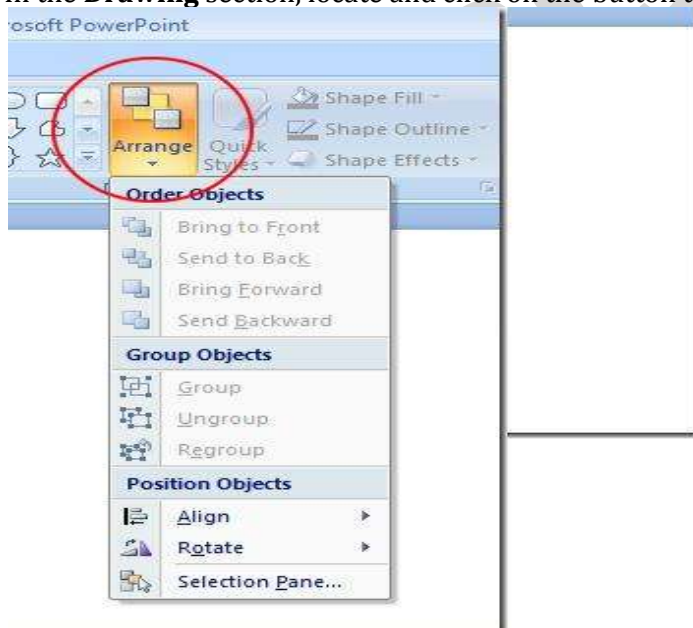 in the Drawing section, locate and click on the button t
osoft PowerPoint
Shape Fill
Arrange Quick Styles Shape Outline
Shape Effects
Order Objects
Bring to Front
Send to Back
Bring Forward
Send Backward
Group Objects
Group
Ungroup
Regroup
Position Objects
Align
Rotate
Selection Pane...